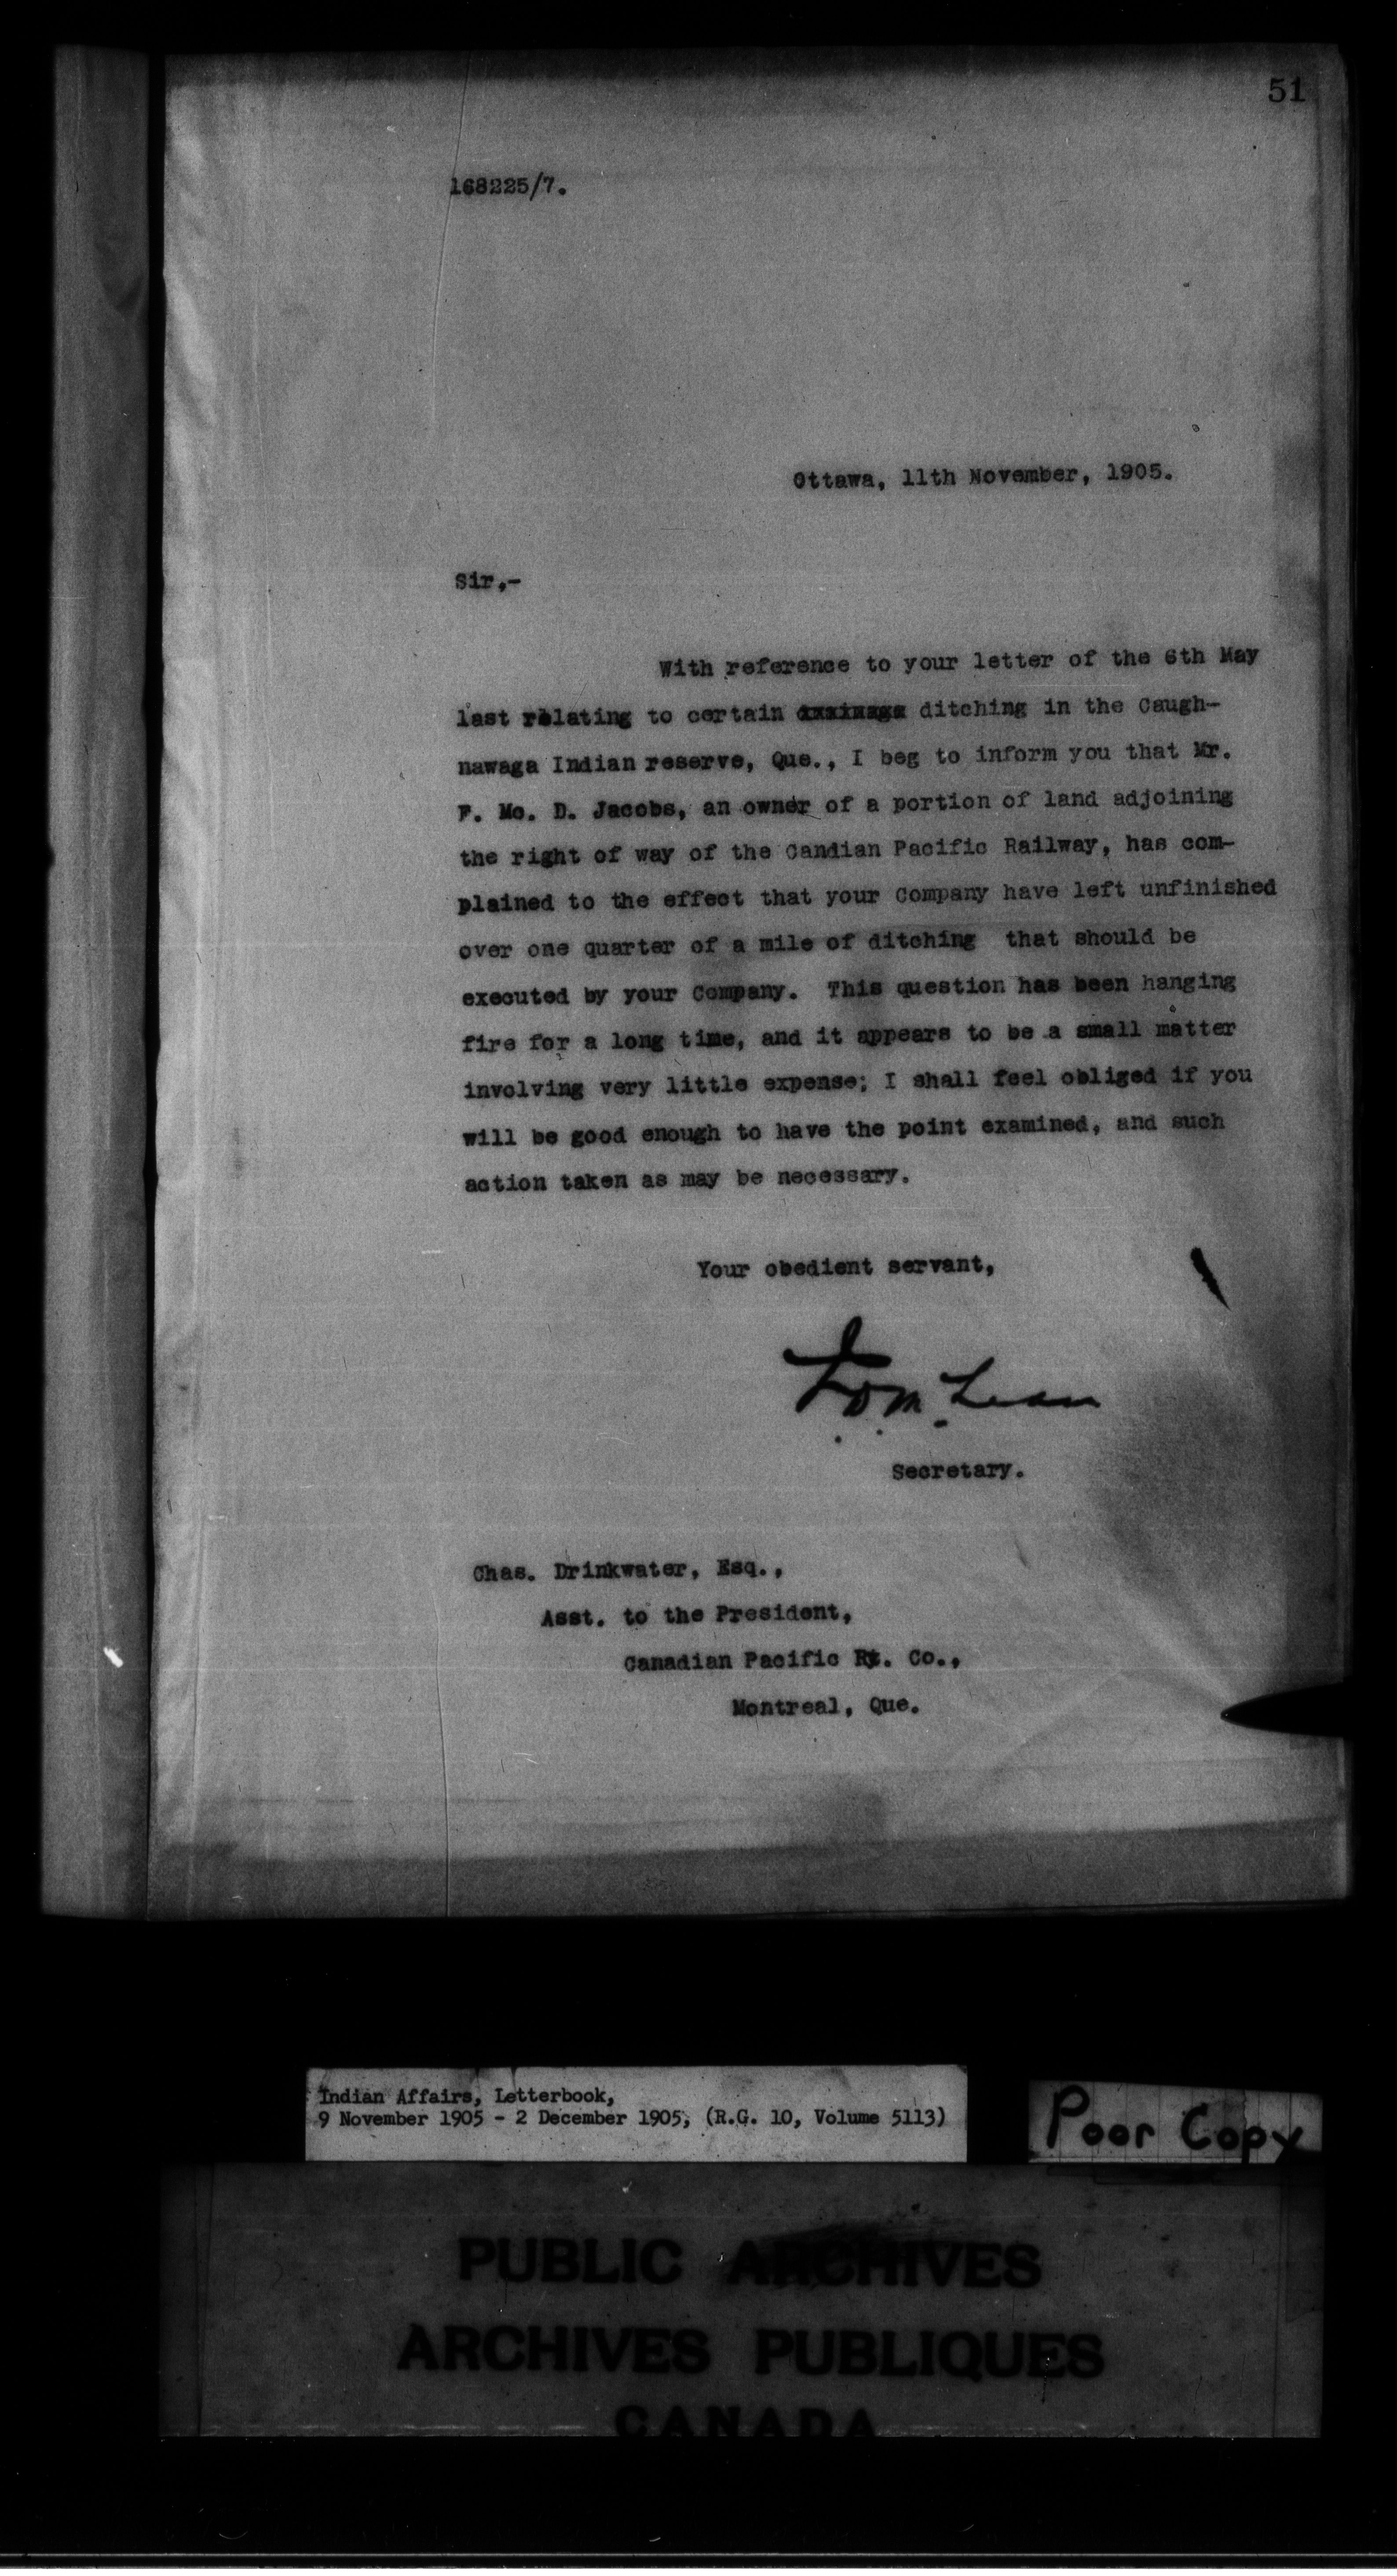 51
168225/7.
Ottawa, 11th November, 1905.
Sir,-
With reference to your letter of the 6th May
last relating to certain ditching in the Caugh-
nawaga Indian reserve, Que., I beg to inform you that Mr.
F. Mc. D. Jacobs, an owner of a portion of land adjoining
the right of way of the Candian Pacific Railway, has com-
plained to the effect that your Company have left unfinished
over one quarter of a mile of ditching that should be
executed by your Company. This question has been hanging
fire for a long time, and it appears to be a small matter
involving very little expense; I shall feel obliged if you
will be good enough to have the point examined, and such
action taken as may be necessary.
Your obedient servant,
Secretary.
Chas. Drinkwater, Esq.,
Asst. to the President,
Canadian Pacific Co.,
Montreal, Que.
Indian Affairs, Letterbook,
9 November 1905 - 2 December 1905, (R.G. 10, Volume 5113)
Poor Copy
PUBLIC ARCHIVES
ARCHIVES PUBLIQUES
CANADA